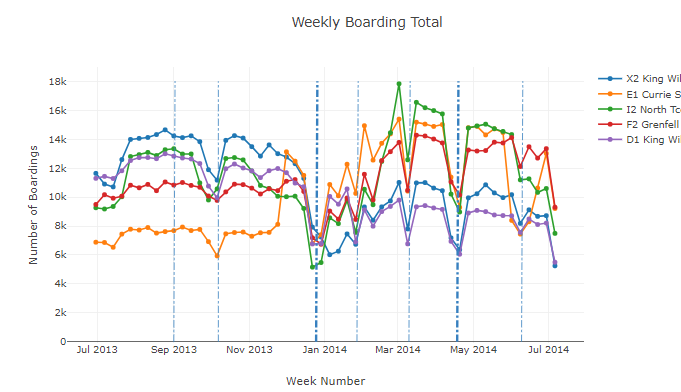 Weekly Boarding Total
18k
16k
14k
12k
10k
8k
6k
4k
2k
0
Number of Boardings
Jul 2013
Sep 2013
Nov 2013
Jan 2014
Mar 2014
May 2014
Jul 2014
Week Number
X2 King Wil
E1 Currie S
I2 North To
F2 Grenfell
D1 King Wil